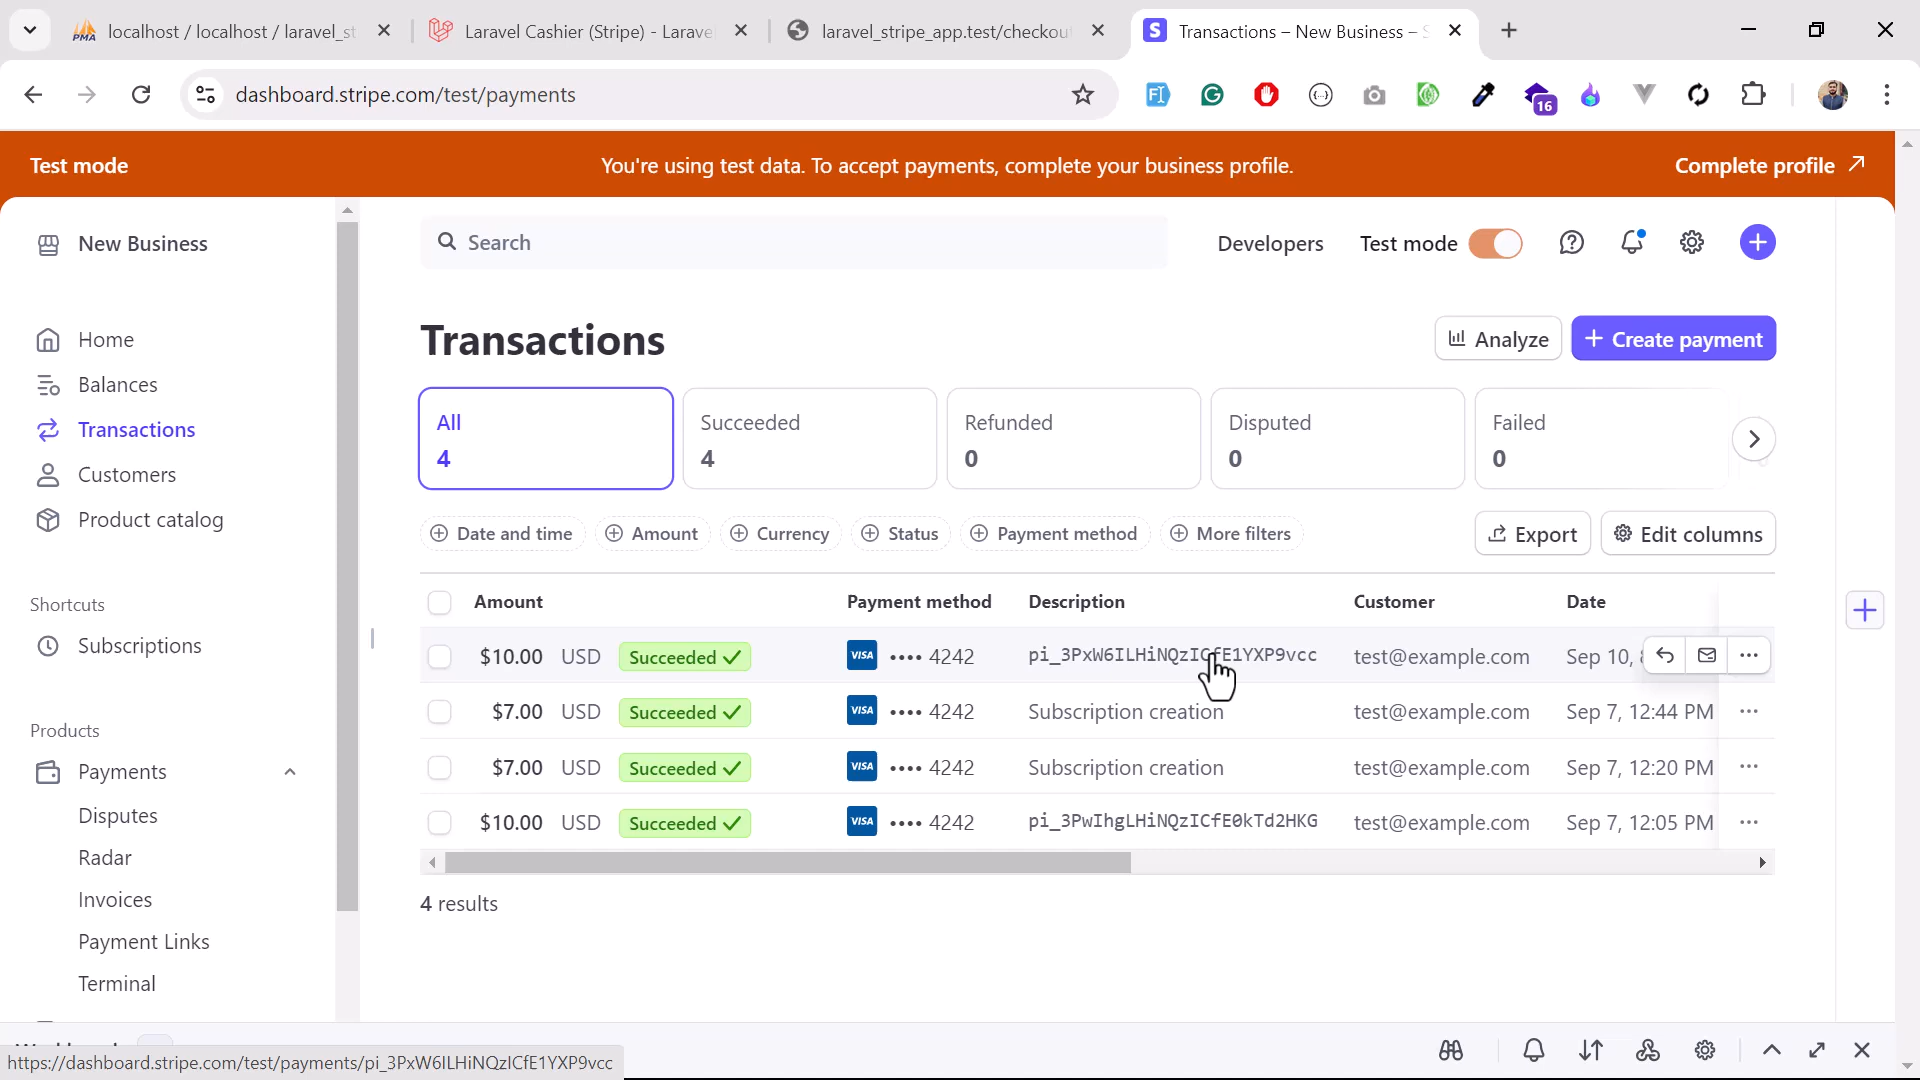 localhost / localhost / laravel_st
Laravel Cashier (Stripe) - Larave
laravel_stripe_app.test/checkou
Transactions – New Business – S
dashboard.stripe.com/test/payments
16
Test mode
You're using test data. To accept payments, complete your business profile.
Complete profile
New Business
Search
Developers
Test mode
Home
Balances
Transactions
Customers
Product catalog
Shortcuts
Subscriptions
Products
Payments
Disputes
Radar
Invoices
Payment Links
Terminal
Transactions
Analyze
+ Create payment
All
4
Succeeded
4
Refunded
0
Disputed
0
Failed
0
Date and time
Amount
Currency
Status
Payment method
More filters
Export
Edit columns
Amount Payment method Description Customer Date
$10.00 USD Succeeded VISA •••• 4242 pi_3PxW6ILHiNQzICfE1YXP9vcc test@example.com Sep 10,
$7.00 USD Succeeded VISA •••• 4242 Subscription creation test@example.com Sep 7, 12:44 PM
$7.00 USD Succeeded VISA •••• 4242 Subscription creation test@example.com Sep 7, 12:20 PM
$10.00 USD Succeeded VISA •••• 4242 pi_3PwIhgLHiNQzICfE0kTd2HKG test@example.com Sep 7, 12:05 PM
4 results
https://dashboard.stripe.com/test/payments/pi_3PxW6ILHiNQzICfE1YXP9vcc